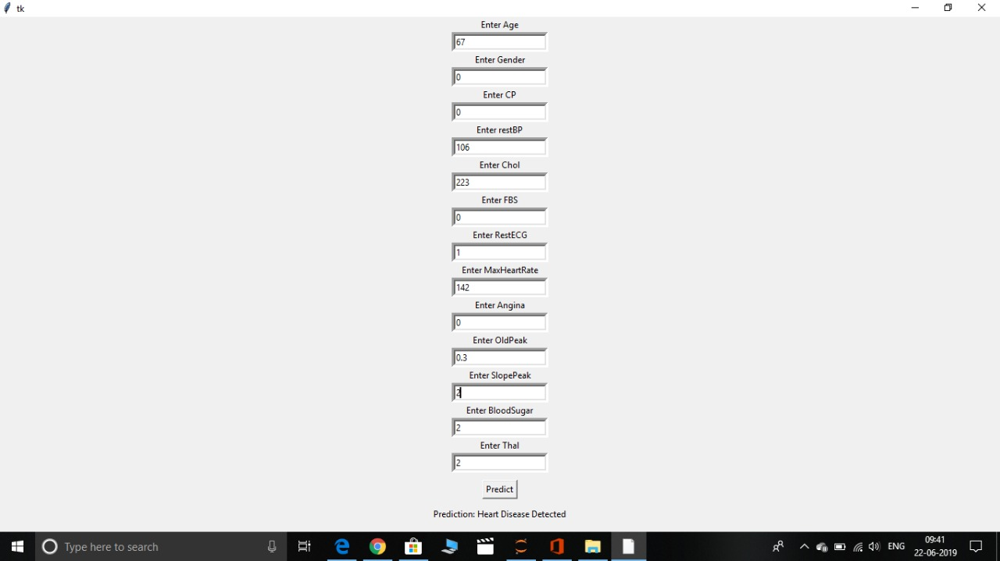 tk
Enter Age
67
Enter Gender
0
Enter CP
0
Enter restBP
106
Enter Chol
223
Enter FBS
0
Enter RestECG
1
Enter MaxHeartRate
142
Enter Angina
0
Enter OldPeak
0.3
Enter SlopePeak
2
Enter BloodSugar
2
Enter Thal
2
Predict
Prediction: Heart Disease Detected
Type here to search
ENG
09:41
22-06-2019